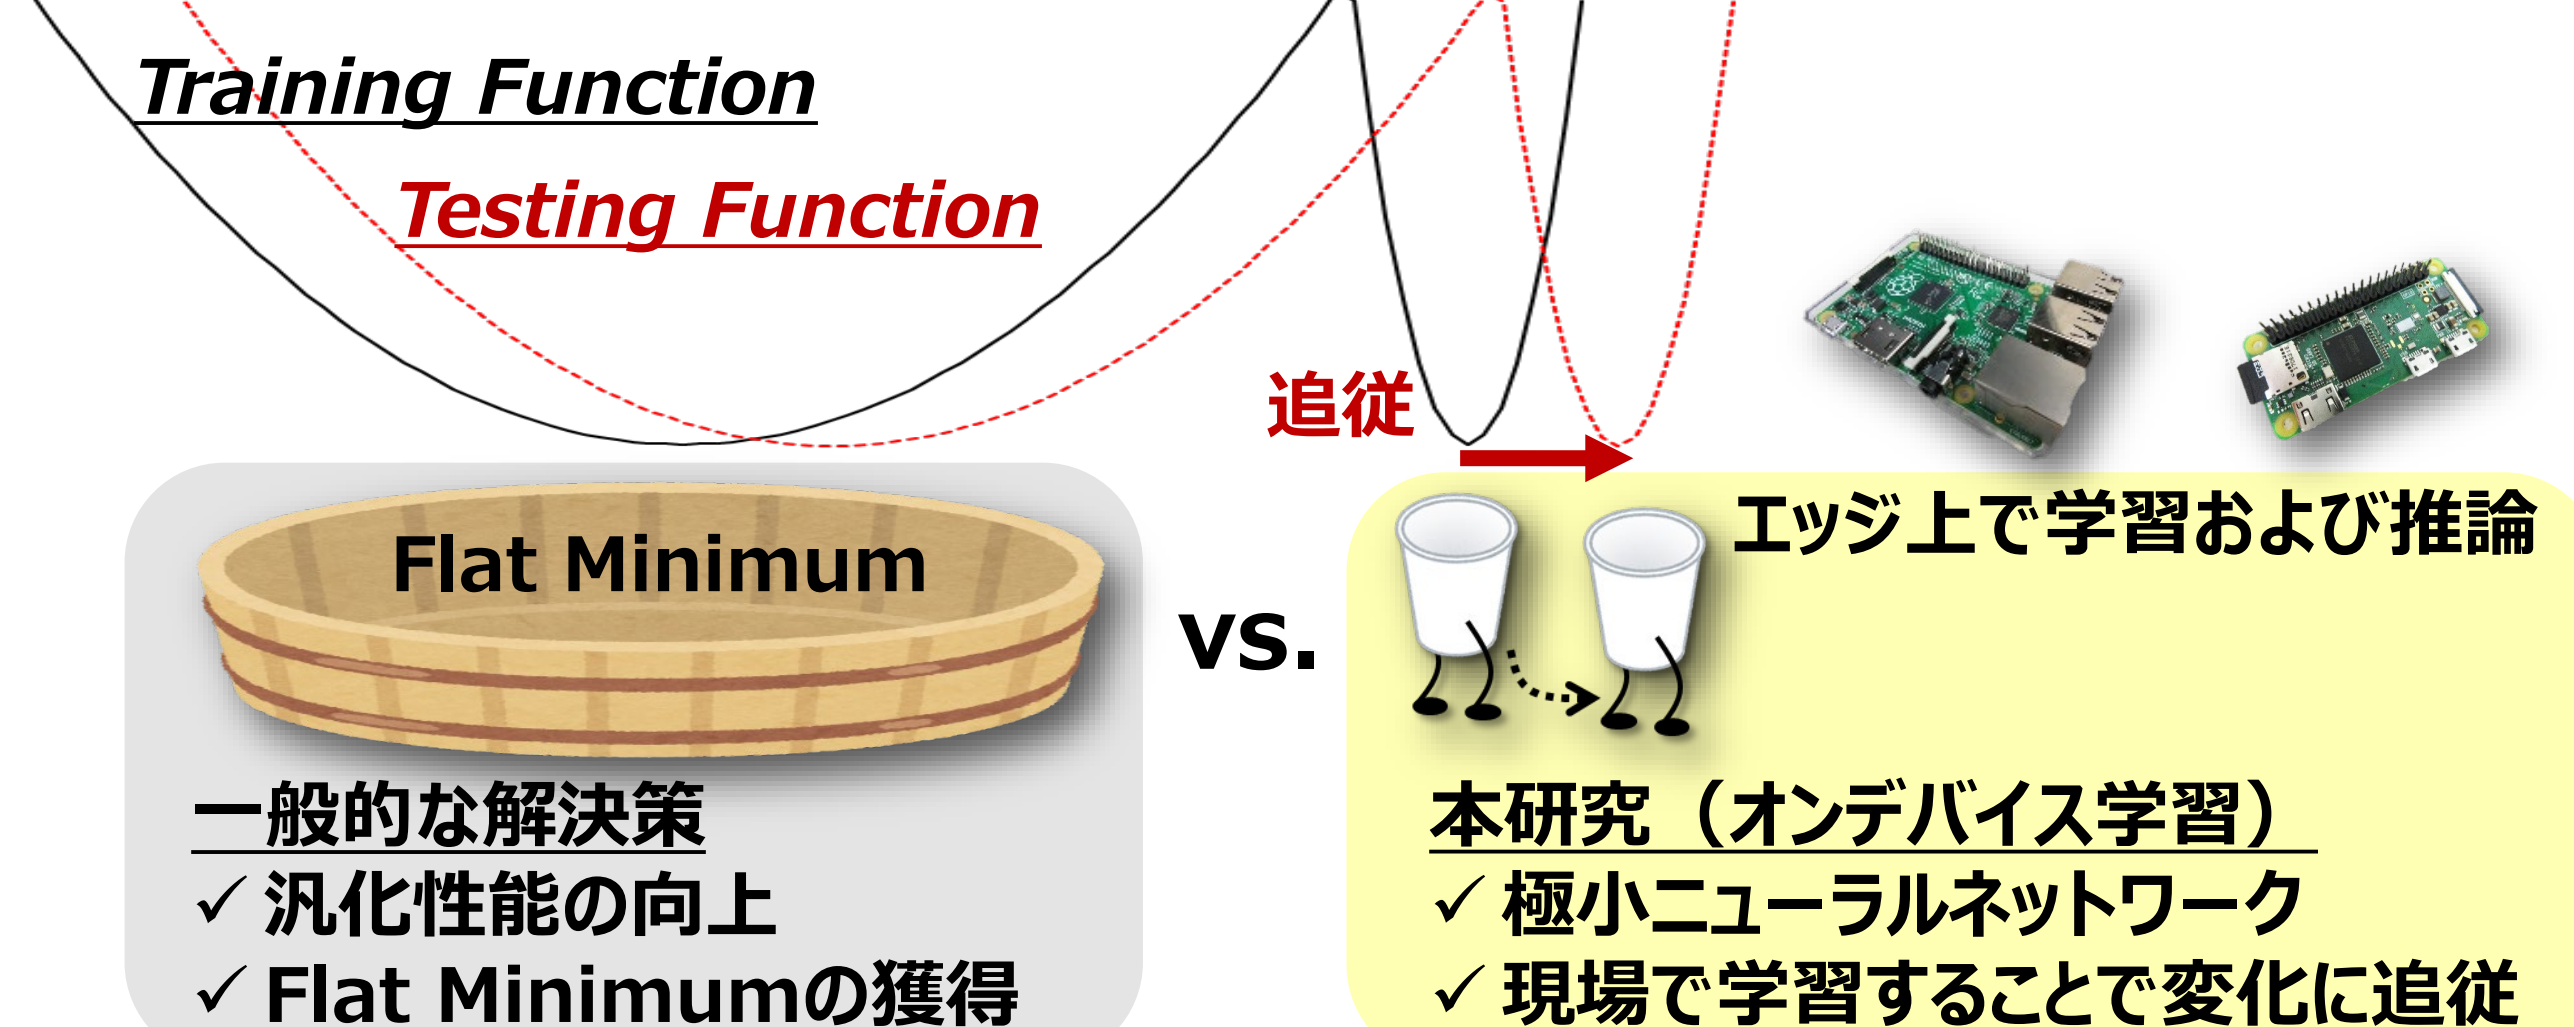 Training Function
Testing Function
追従
エッジ上で学習および推論
Flat Minimum
vs.
一般的な解決策
✓ 汎化性能の向上
✓ Flat Minimumの獲得
本研究（オンデバイス学習）
✓ 極小ニューラルネットワーク
✓ 現場で学習することで変化に追従